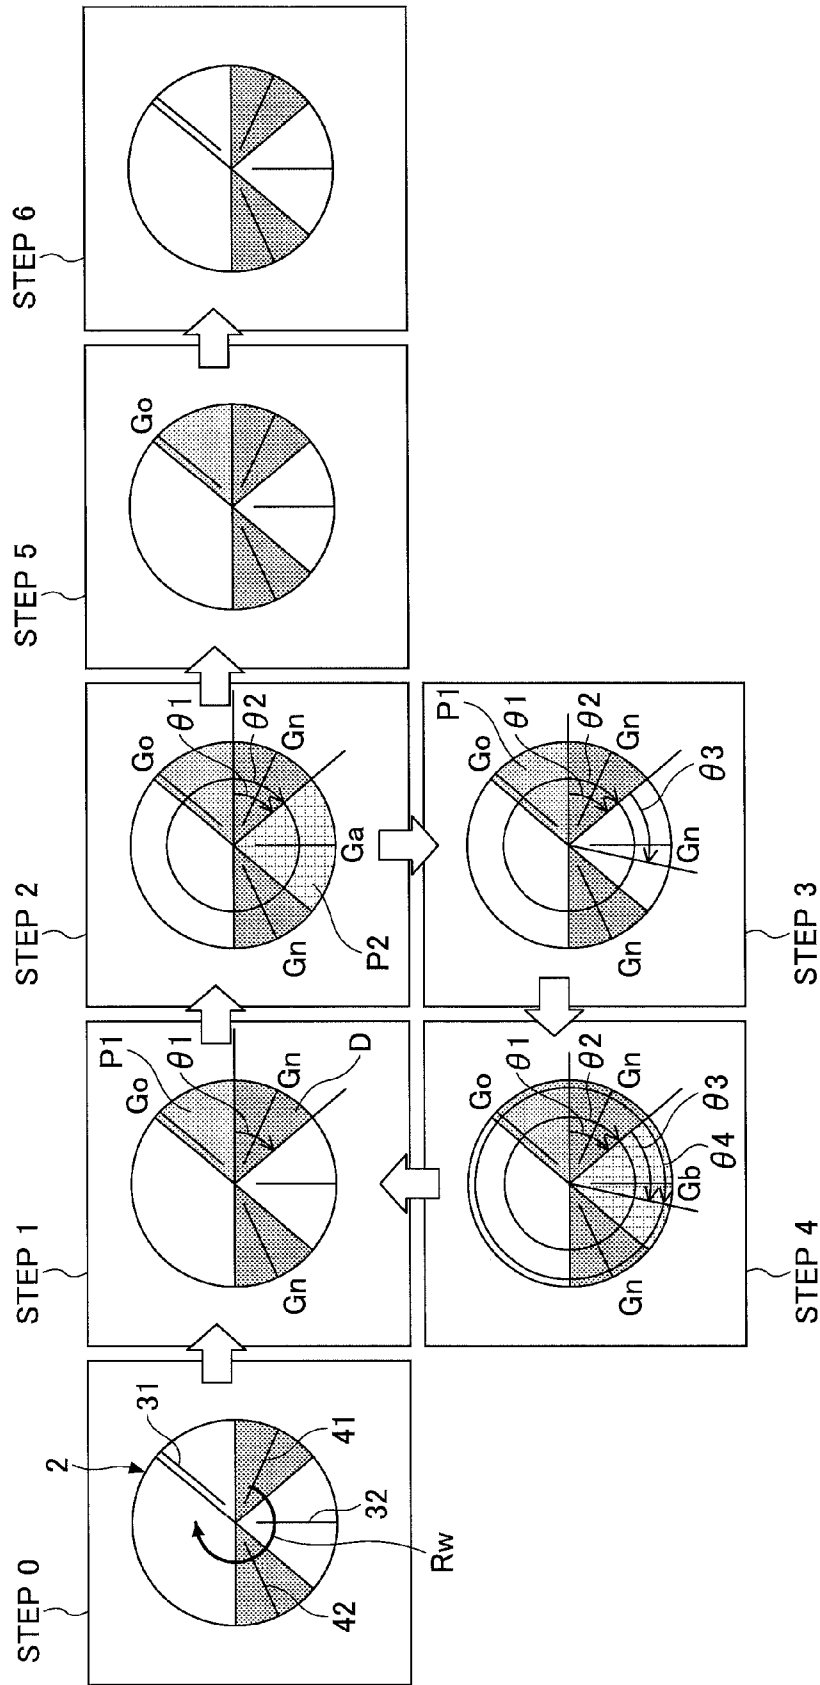 STEP 0
2
31
41
32
Rw
42
STEP 1
P1
Go
θ1
Gn
D
Gn
STEP 2
Go
θ1
θ2
Gn
Ga
P2
Gn
STEP 5
Go
STEP 6
STEP 4
Go
θ1
θ2
Gn
θ3
θ4
Gb
Gn
STEP 3
P1
Go
θ1
θ2
Gn
θ3
Gn
Gn